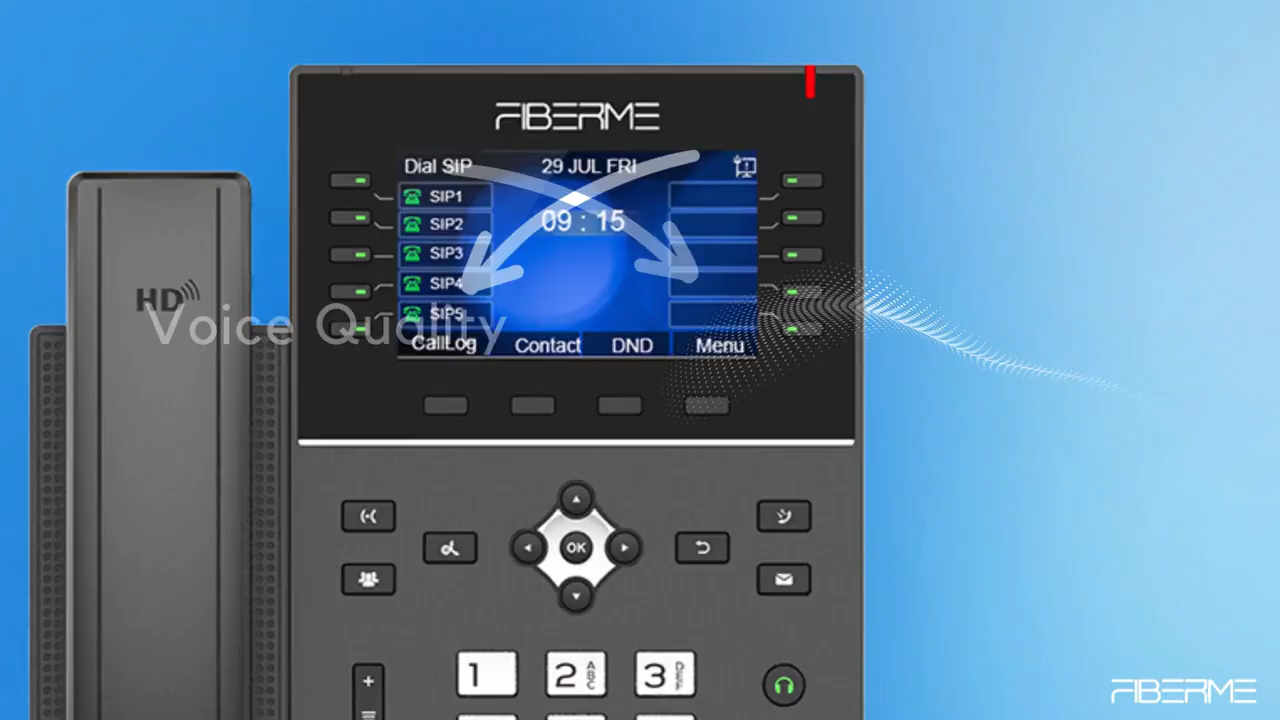 FIBERME
Dial SIP 29 JUL FRI
SIP1
SIP2
09 : 15
SIP3
SIP4
SIP5
CallLog Contact DND Menu
HD
Voice Quality
OK
1
2 ABC
3 DEF
+
FIBERME